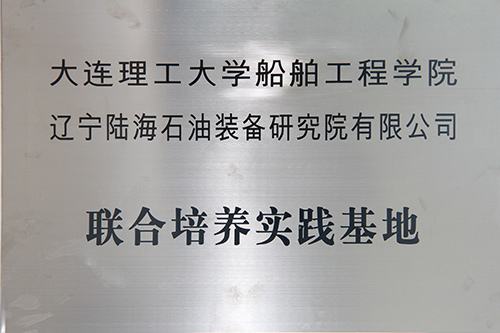 大连理工大学船舶工程学院
辽宁陆海石油装备研究院有限公司
联合培养实践基地